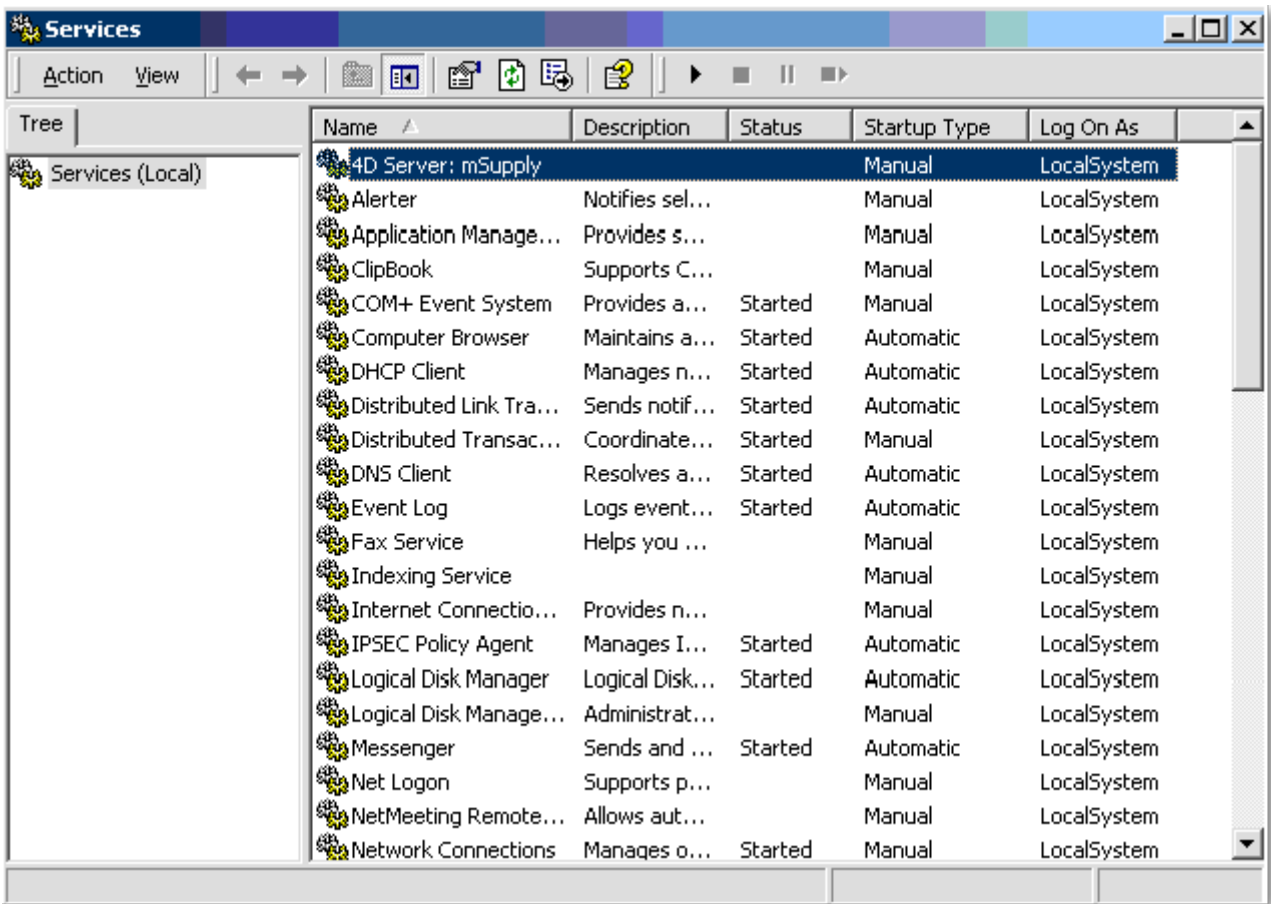 Services
Action View
Tree
Services (Local)
Name Description Status Startup Type Log On As
4D Server: mSupply Manual LocalSystem
Alerter Notifies sel... Manual LocalSystem
Application Manage... Provides s... Manual LocalSystem
ClipBook Supports C... Manual LocalSystem
COM+ Event System Provides a... Started Manual LocalSystem
Computer Browser Maintains a... Started Automatic LocalSystem
DHCP Client Manages n... Started Automatic LocalSystem
Distributed Link Tra... Sends notif... Started Automatic LocalSystem
Distributed Transac... Coordinate... Started Manual LocalSystem
DNS Client Resolves a... Started Automatic LocalSystem
Event Log Logs event... Started Automatic LocalSystem
Fax Service Helps you ... Manual LocalSystem
Indexing Service Manual LocalSystem
Internet Connectio... Provides n... Manual LocalSystem
IPSEC Policy Agent Manages I... Started Automatic LocalSystem
Logical Disk Manager Logical Disk... Started Automatic LocalSystem
Logical Disk Manage... Administrat... Manual LocalSystem
Messenger Sends and ... Started Automatic LocalSystem
Net Logon Supports p... Manual LocalSystem
NetMeeting Remote... Allows aut... Manual LocalSystem
Network Connections Manages o... Started Manual LocalSystem